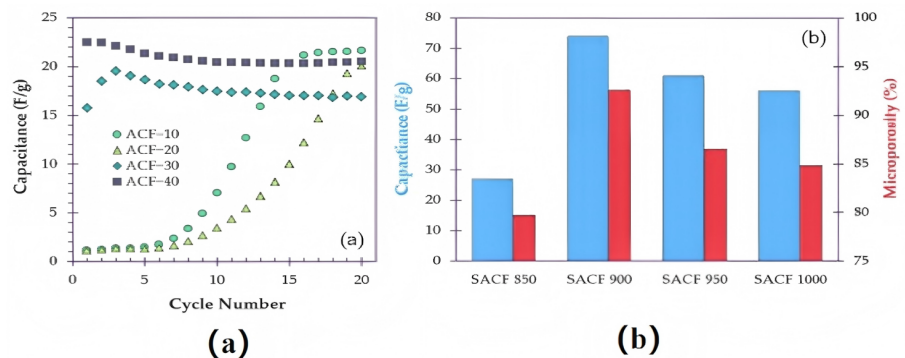 25
20
15
10
5
0
Capacitance (F/g)
ACF-10
ACF-20
ACF-30
ACF-40
(a)
0 5 10 15 20
Cycle Number
(a)
80
70
60
50
40
30
20
10
0
Capactiance (F/g)
(b)
100
95
90
85
80
75
Microporosity (%)
SACF 850 SACF 900 SACF 950 SACF 1000
(b)